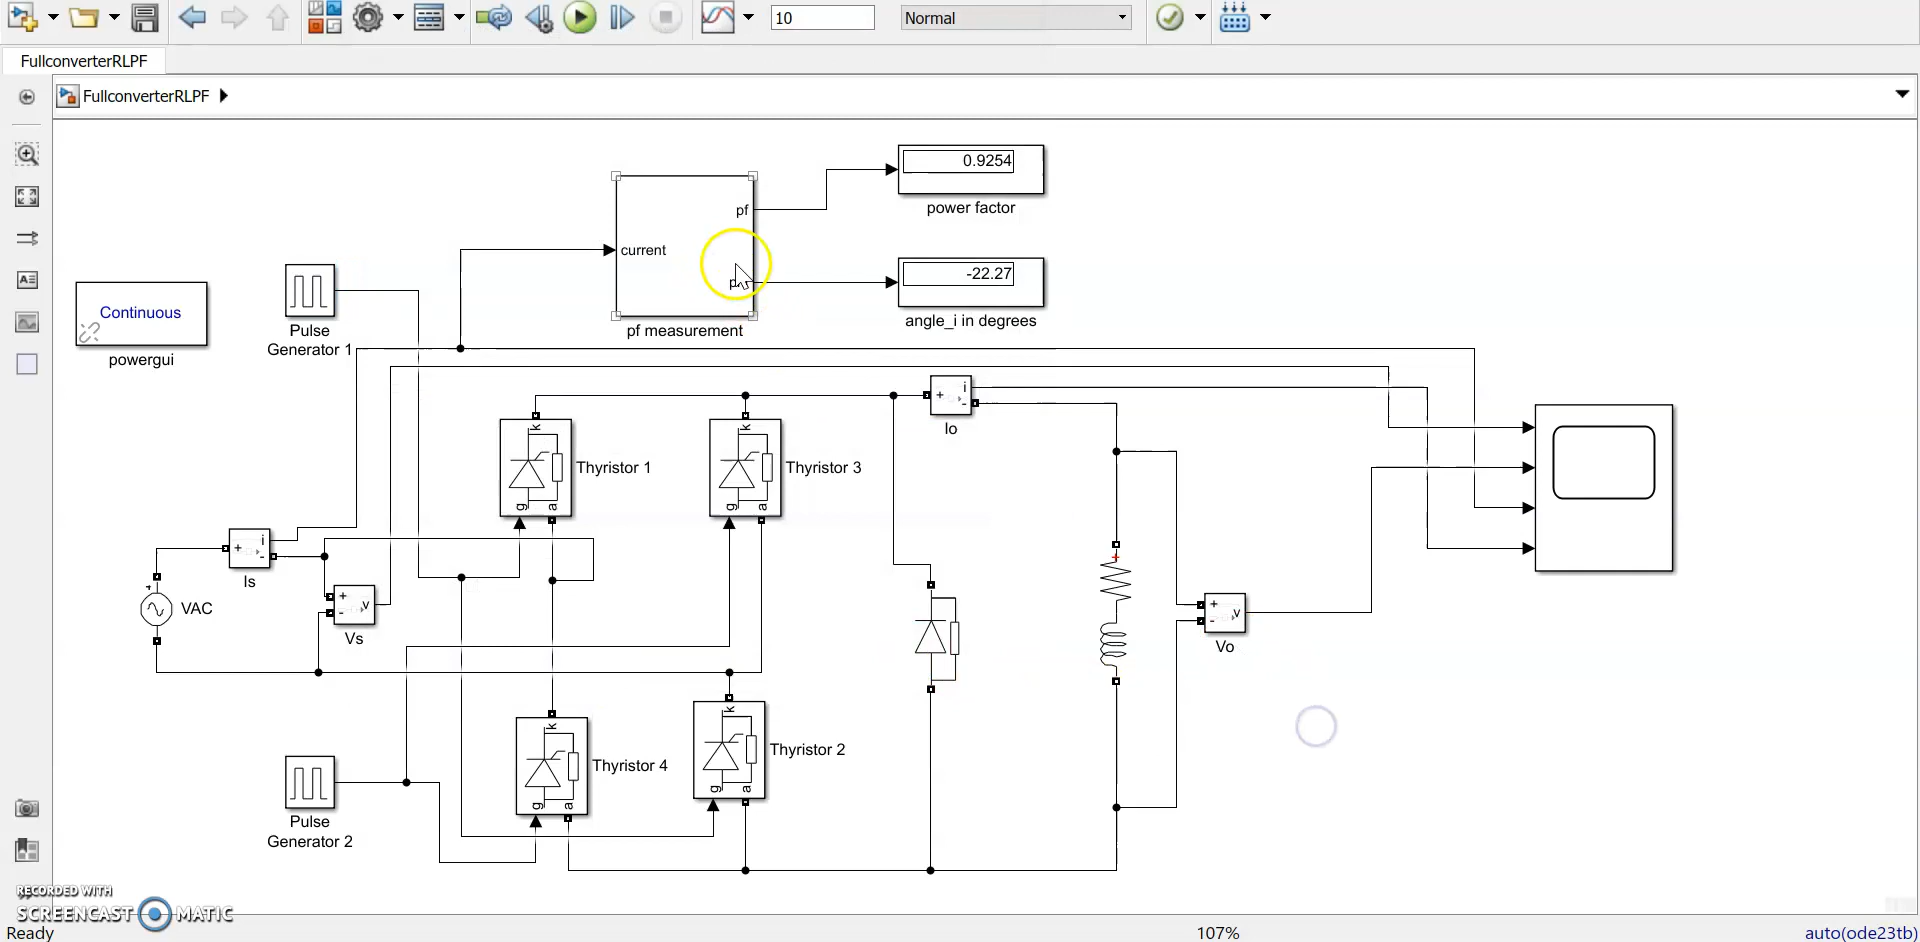 10
Normal
FullconverterRLPF
FullconverterRLPF
0.9254
power factor
pf
current
-22.27
angle_i in degrees
pf measurement
Continuous
powergui
Pulse
Generator 1
+
i
-
Io
k
k
Thyristor 1
Thyristor 3
g
a
g
a
+
i
-
Is
+
VAC
+
-
v
Vs
+
+
-
v
Vo
k
k
Thyristor 4
Thyristor 2
g
a
g
a
Pulse
Generator 2
RECORDED WITH
SCREENCAST MATIC
Ready
107%
auto(ode23tb)